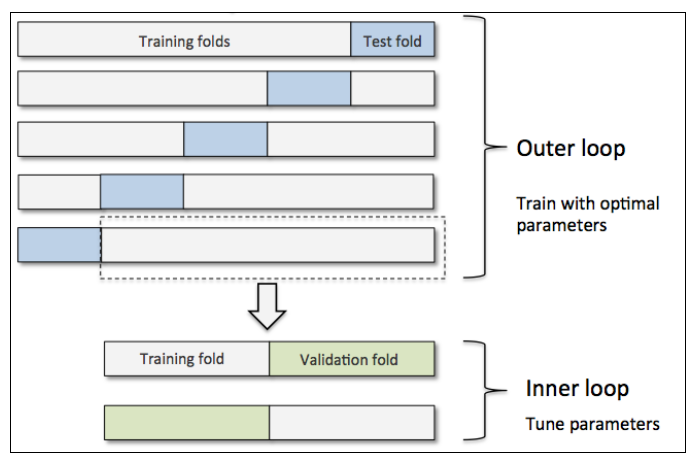 Training folds
Test fold
Outer loop
Train with optimal
parameters
Training fold
Validation fold
Inner loop
Tune parameters